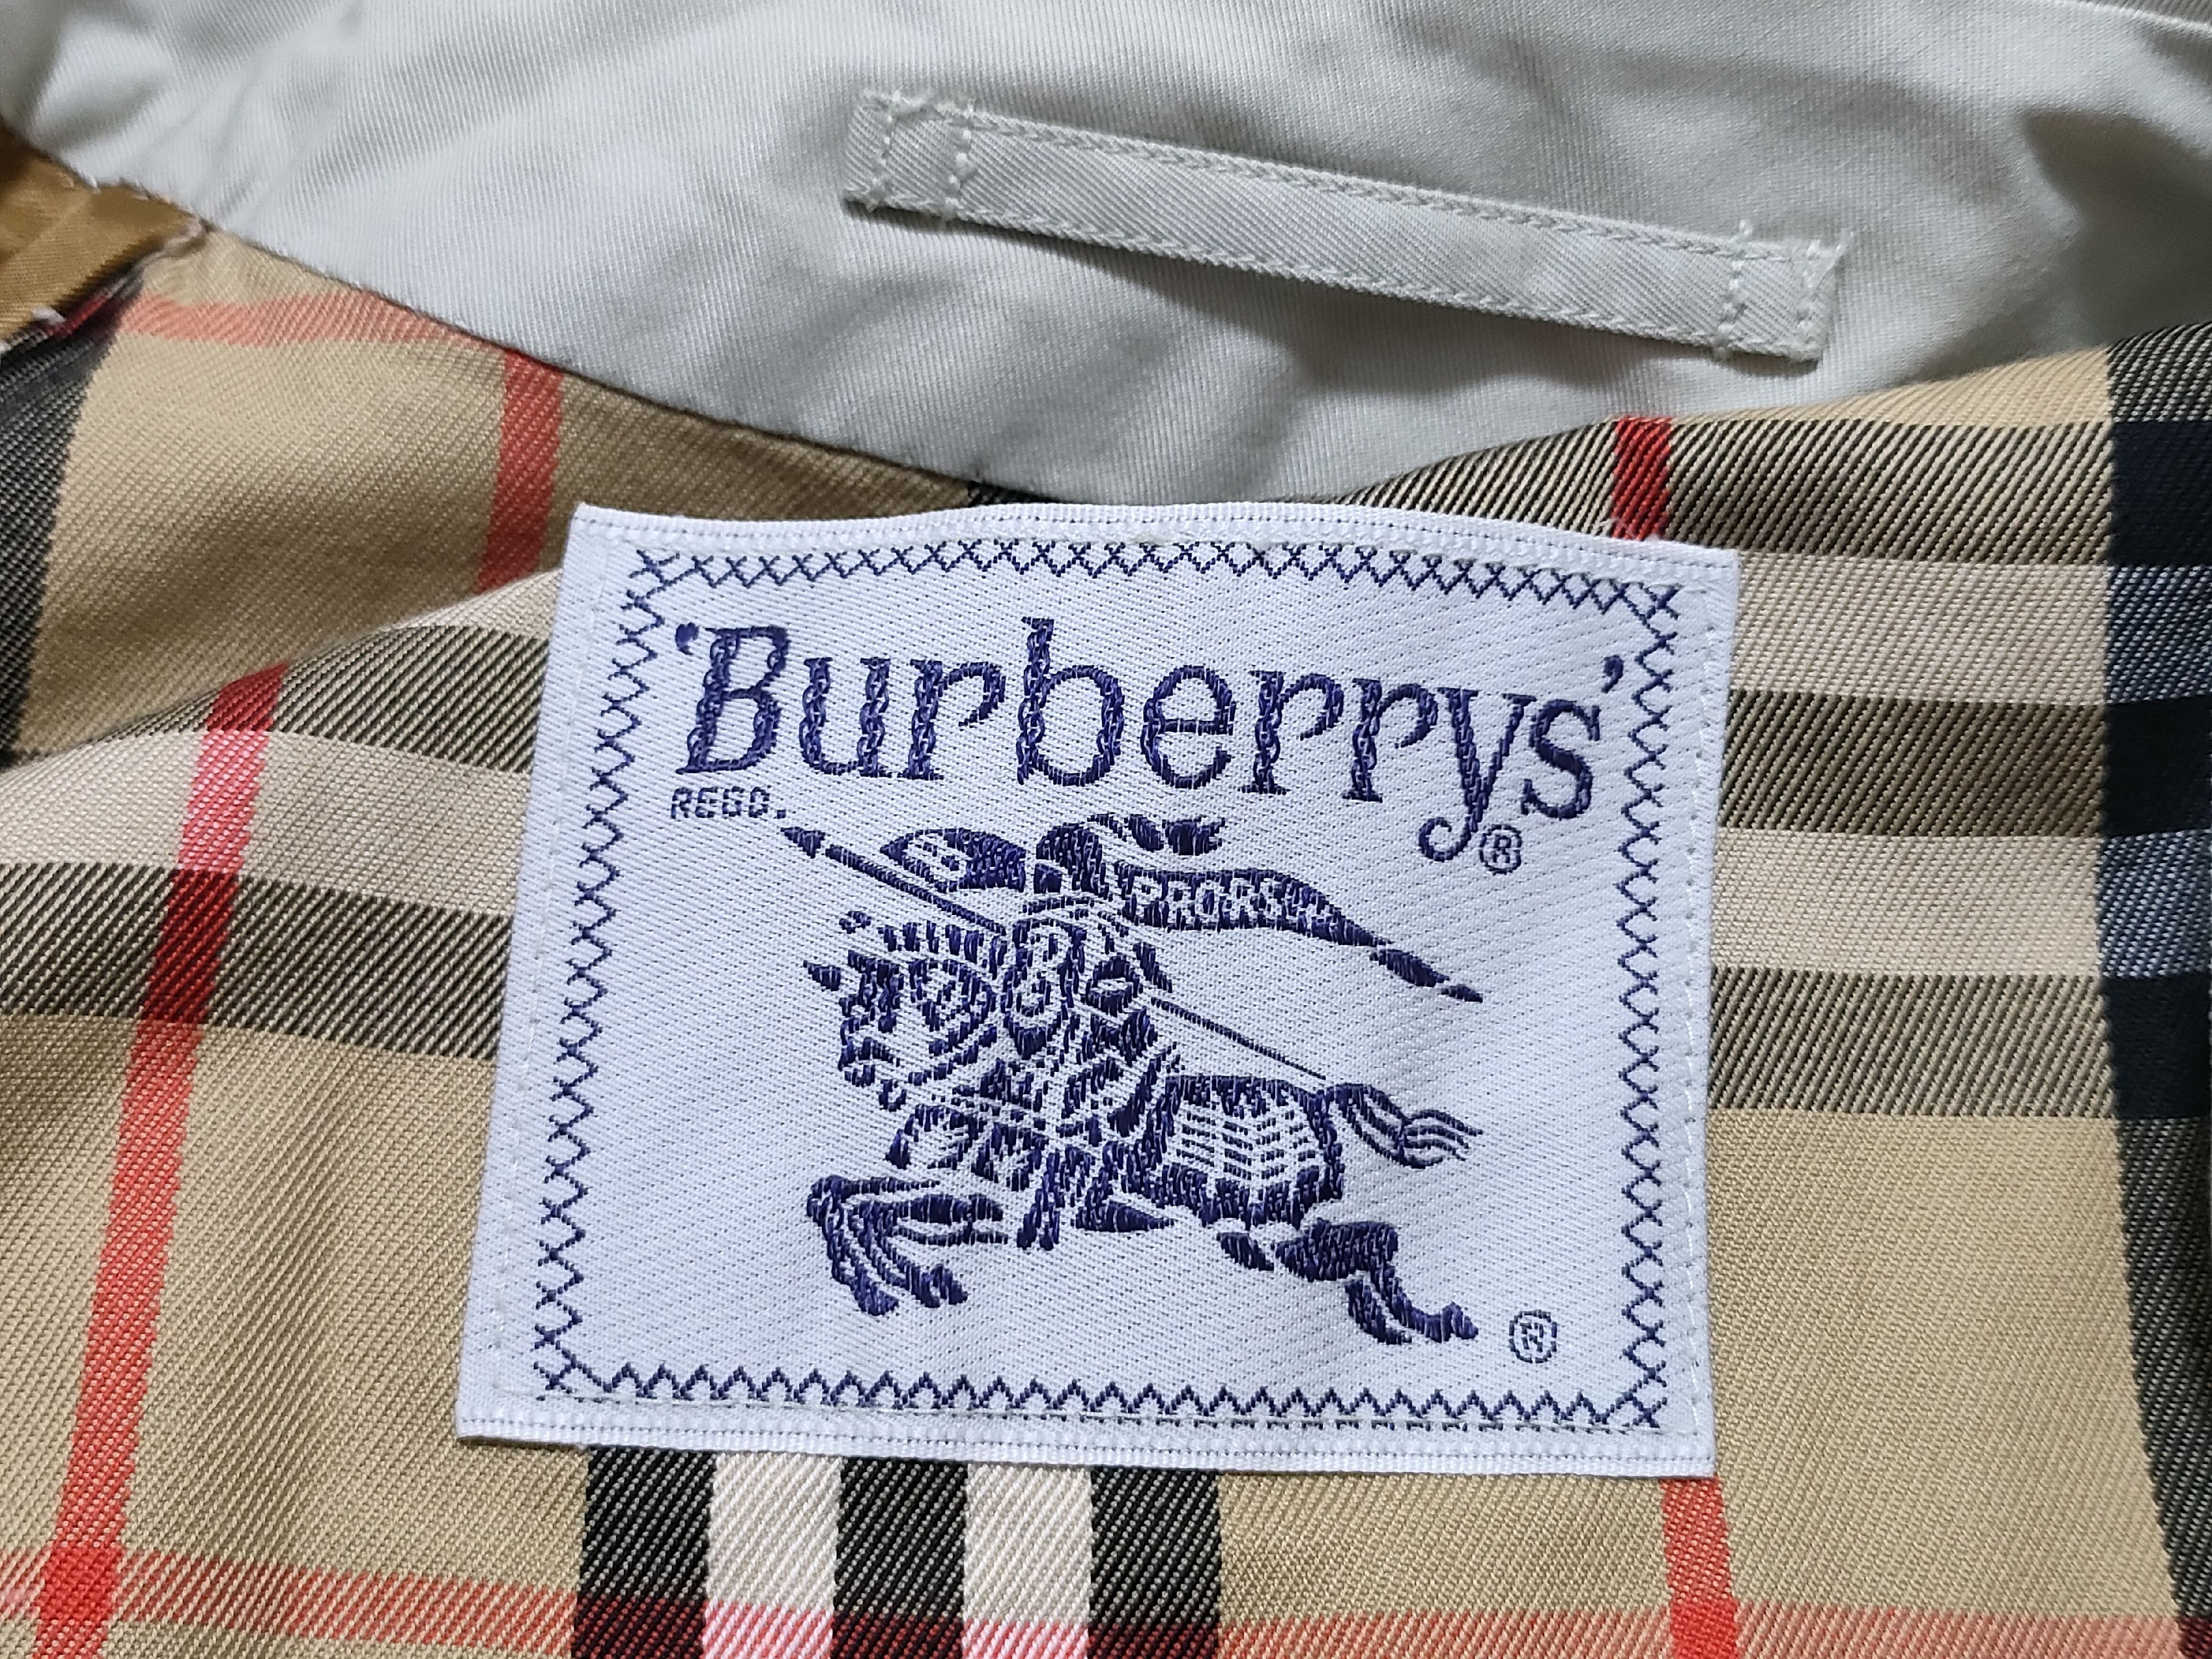 'Burberrys'
REGD. ®
PRORSUM
B
®